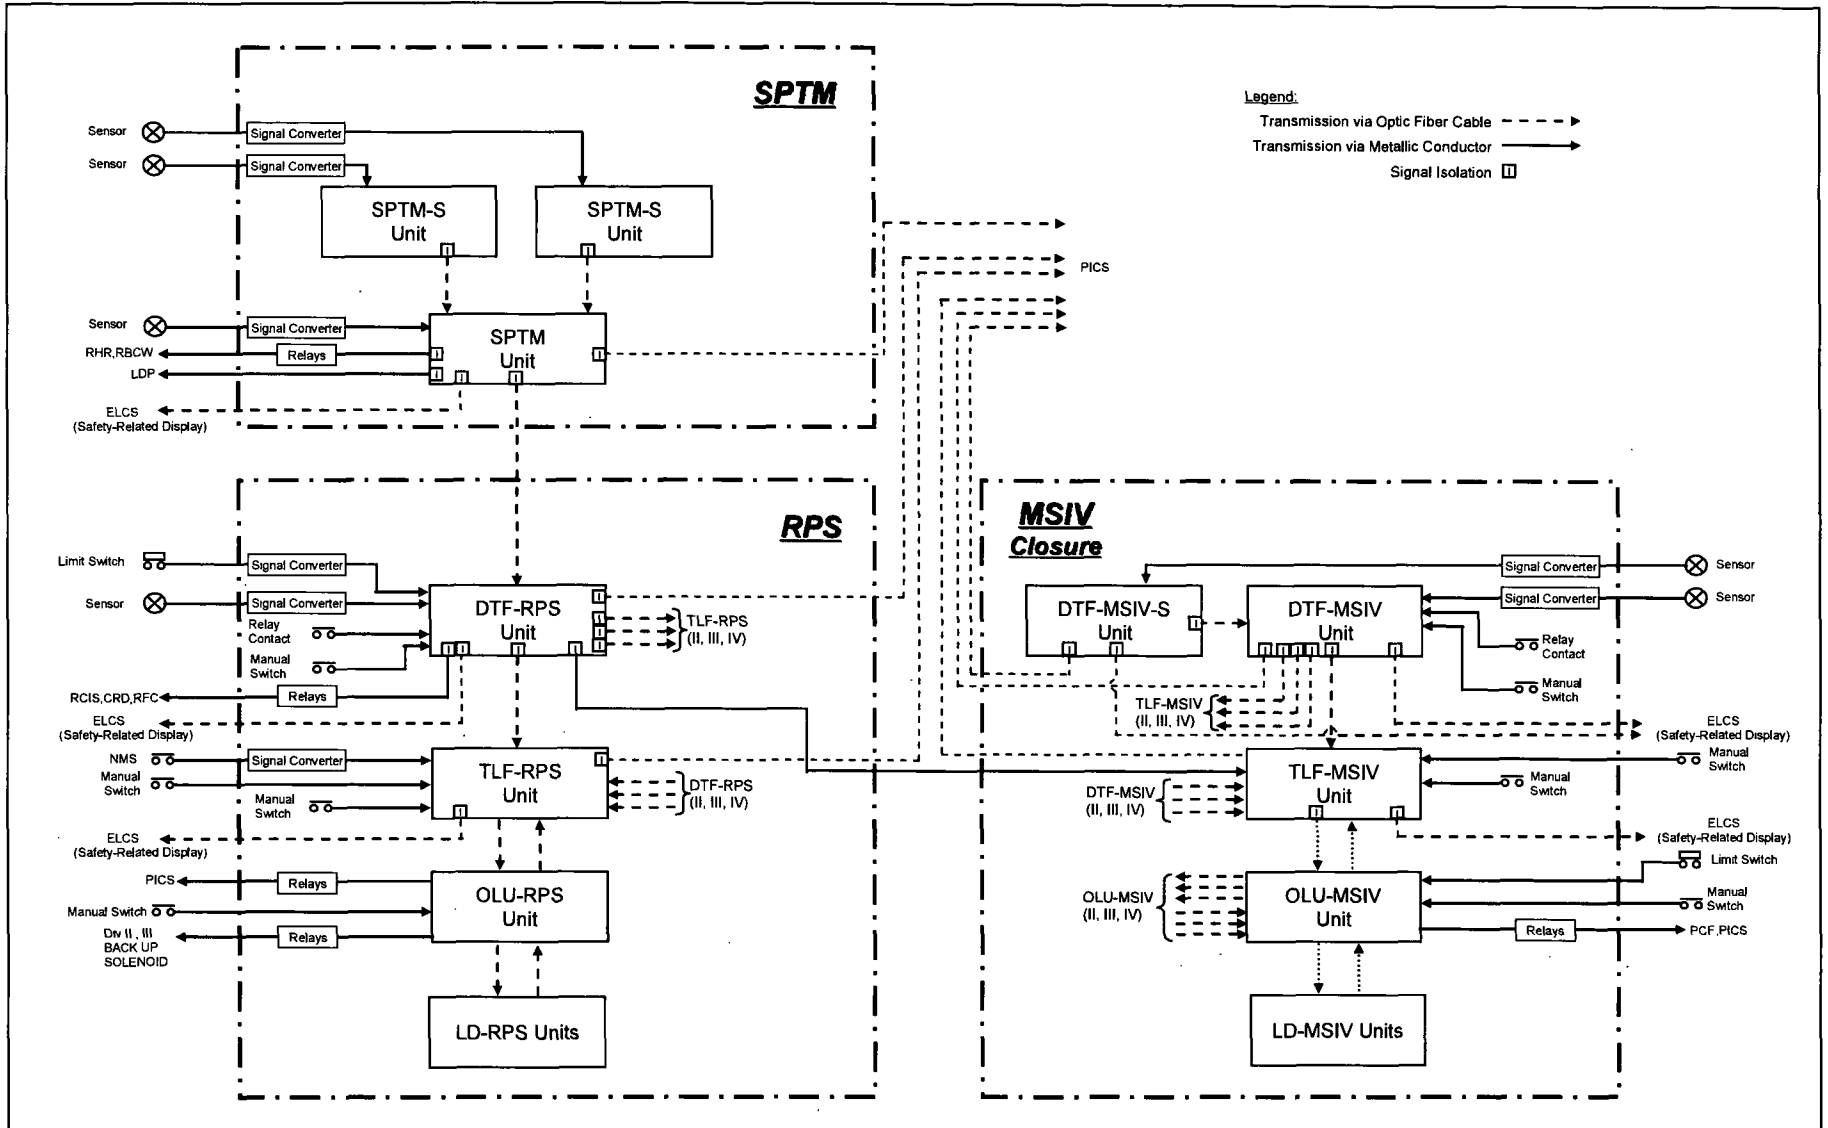 SPTM
Legend:
Transmission via Optic Fiber Cable
Transmission via Metallic Conductor
Signal Isolation I
Sensor
Signal Converter
Sensor
Signal Converter
SPTM-S
Unit
SPTM-S
Unit
PICS
Sensor
Signal Converter
SPTM
Unit
RHR,RBCW
Relays
LDP
ELCS
(Safety-Related Display)
RPS
Limit Switch
Signal Converter
Sensor
Signal Converter
DTF-RPS
Unit
TLF-RPS
(II, III, IV)
Relay
Contact
Manual
Switch
RCIS,CRD,RFC
Relays
ELCS
(Safety-Related Display)
NMS
Signal Converter
TLF-RPS
Unit
Manual
Switch
Manual
Switch
DTF-RPS
(II, III, IV)
ELCS
(Safety-Related Display)
PICS
Relays
OLU-RPS
Unit
Manual Switch
Div II , III
BACK UP
SOLENOID
Relays
LD-RPS Units
MSIV
Closure
Signal Converter
Sensor
Signal Converter
Sensor
DTF-MSIV-S
Unit
DTF-MSIV
Unit
Relay
Contact
Manual
Switch
TLF-MSIV
(II, III, IV)
ELCS
(Safety-Related Display)
TLF-MSIV
Unit
Manual
Switch
Manual
Switch
DTF-MSIV
(II, III, IV)
ELCS
(Safety-Related Display)
Limit Switch
OLU-MSIV
(II, III, IV)
OLU-MSIV
Unit
Manual
Switch
Relays
PCF,PICS
LD-MSIV Units